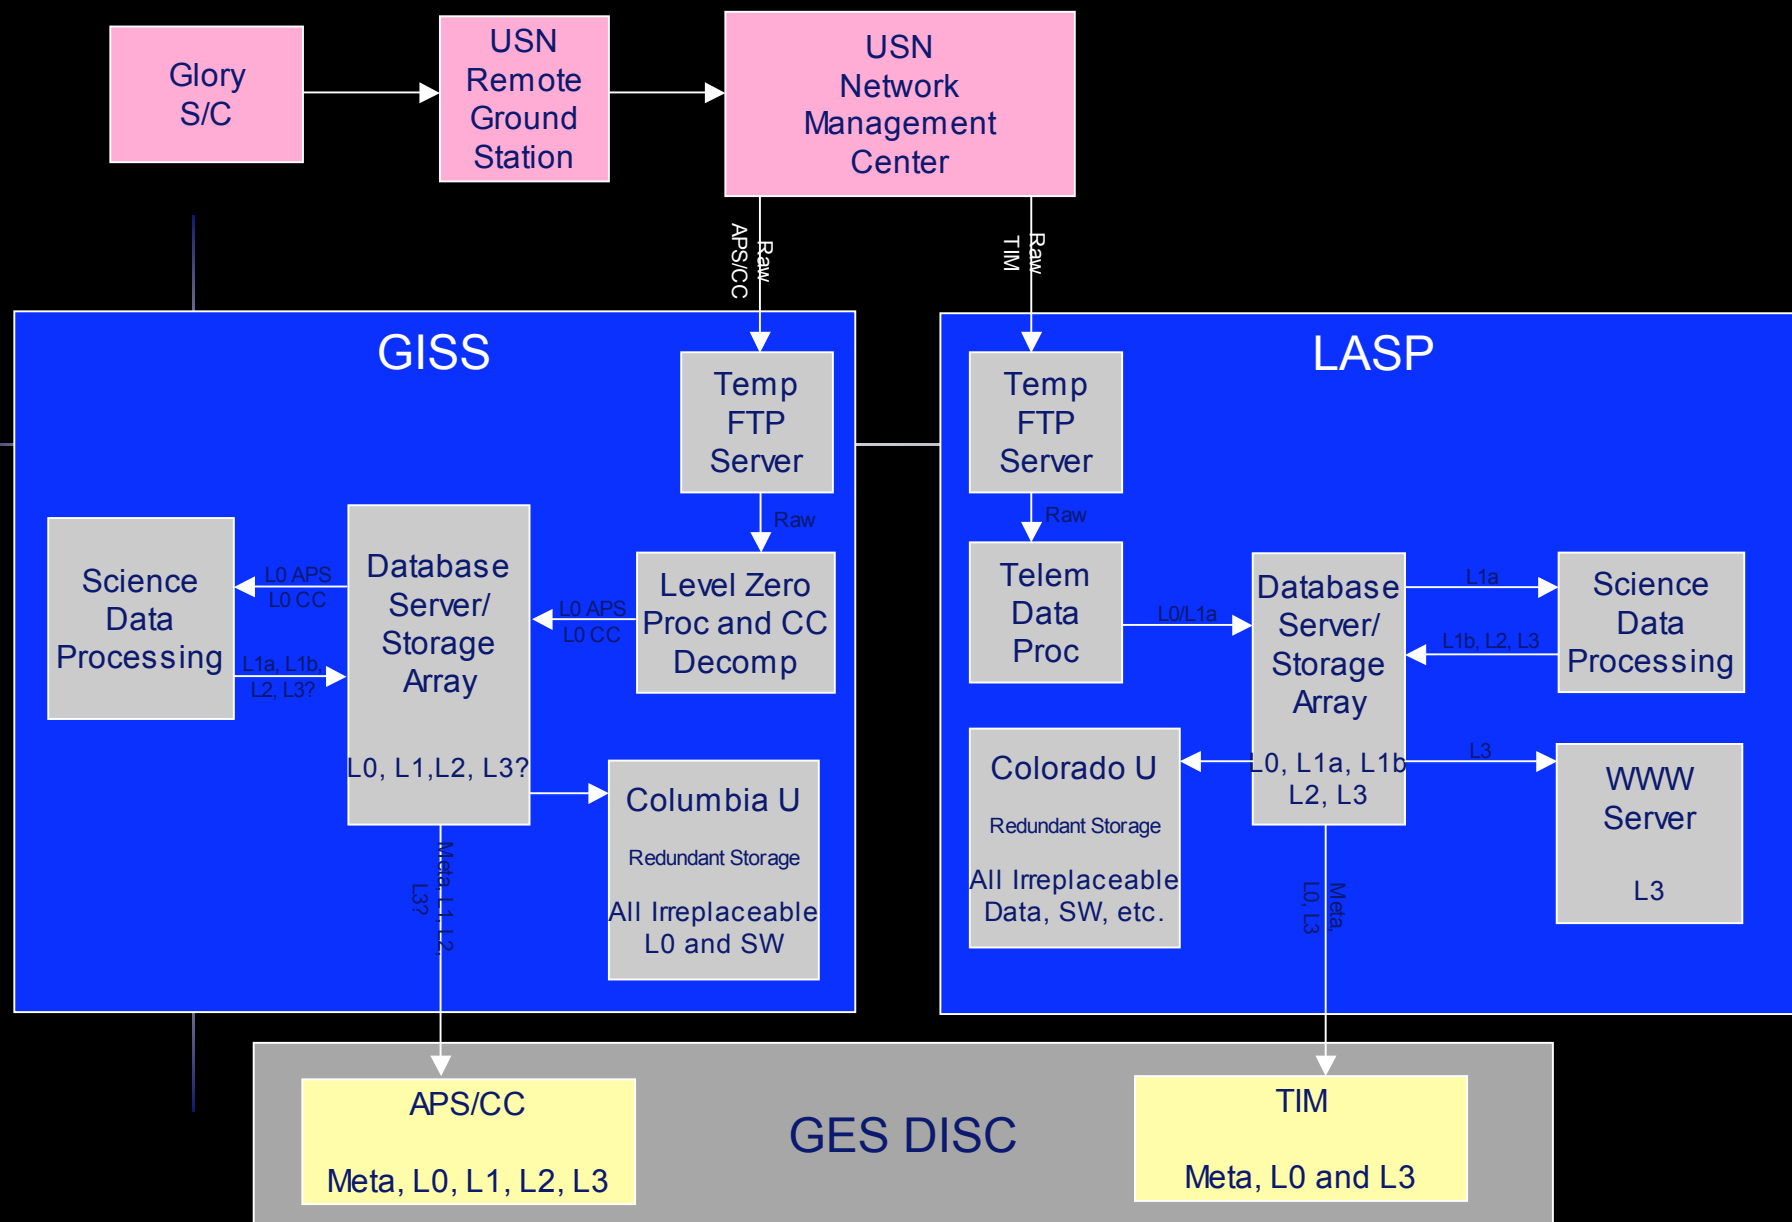 Glory
S/C
USN
Remote
Ground
Station
USN
Network
Management
Center
Raw
APS/CC
Raw
TIM
GISS
Temp
FTP
Server
Raw
Level Zero
Proc and CC
Decomp
L0 APS
L0 CC
Database
Server/
Storage
Array
L0, L1,L2, L3?
L0 APS
L0 CC
Science
Data
Processing
L1a, L1b,
L2, L3?
Columbia U
Redundant Storage
All Irreplaceable
L0 and SW
Meta, L1, L2,
L3?
LASP
Temp
FTP
Server
Raw
Telem
Data
Proc
L0/L1a
Database
Server/
Storage
Array
L0, L1a, L1b
L2, L3
L1a
L1b, L2, L3
Science
Data
Processing
Colorado U
Redundant Storage
All Irreplaceable
Data, SW, etc.
L3
WWW
Server
L3
Meta,
L0, L3
APS/CC
Meta, L0, L1, L2, L3
GES DISC
TIM
Meta, L0 and L3